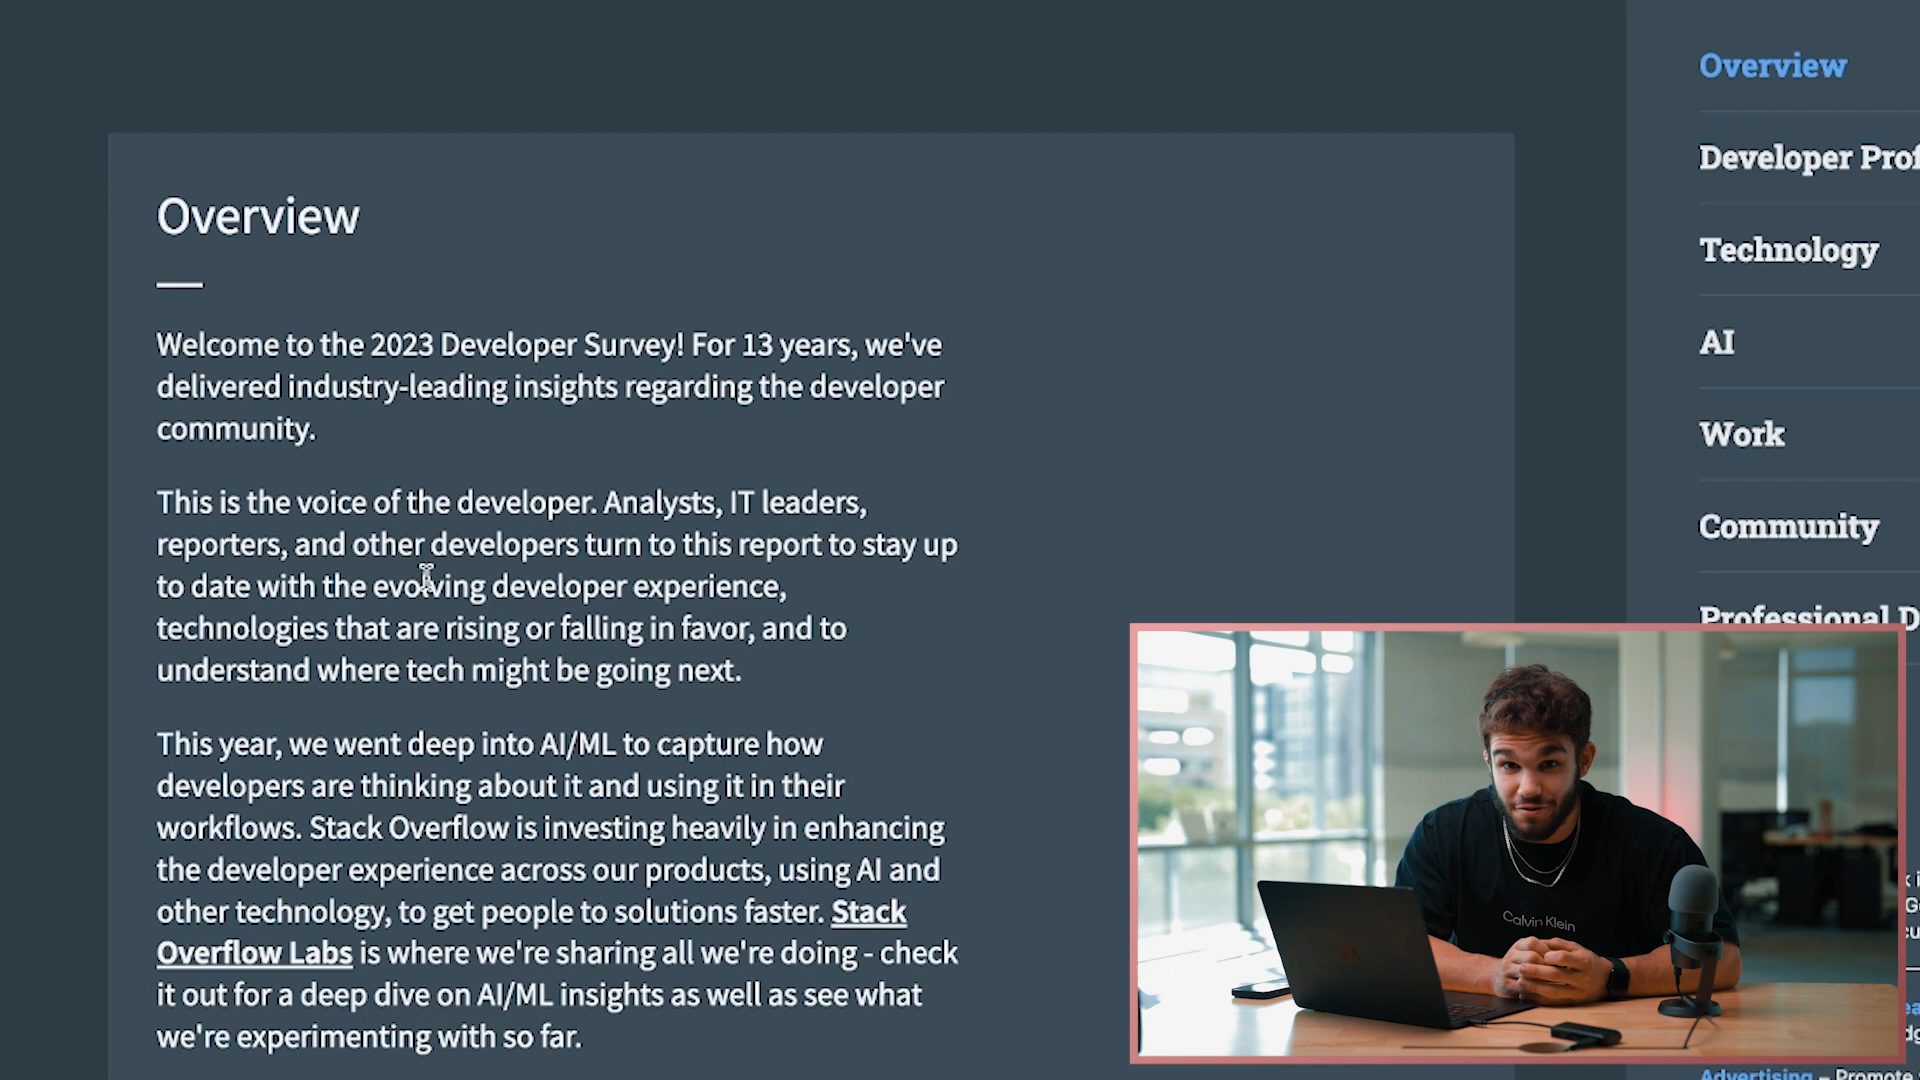 Overview
Welcome to the 2023 Developer Survey! For 13 years, we've
delivered industry-leading insights regarding the developer
community.
This is the voice of the developer. Analysts, IT leaders,
reporters, and other developers turn to this report to stay up
to date with the evolving developer experience,
technologies that are rising or falling in favor, and to
understand where tech might be going next.
This year, we went deep into AI/ML to capture how
developers are thinking about it and using it in their
workflows. Stack Overflow is investing heavily in enhancing
the developer experience across our products, using AI and
other technology, to get people to solutions faster. Stack
Overflow Labs is where we're sharing all we're doing - check
it out for a deep dive on AI/ML insights as well as see what
we're experimenting with so far.
Overview
Developer Prof
Technology
AI
Work
Community
Professional D
Calvin Klein
Advertising – Promote